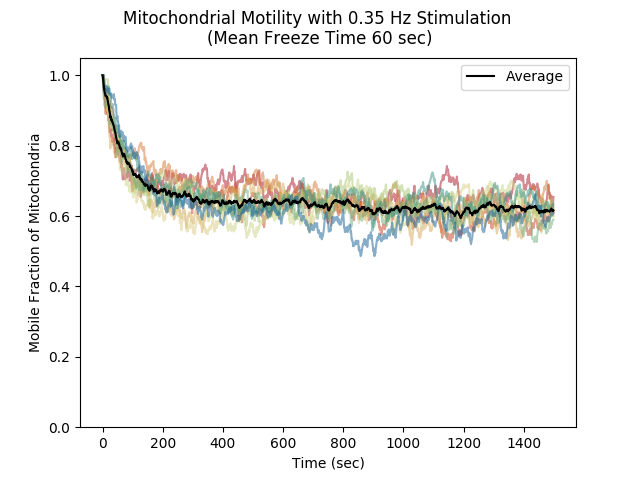 Mitochondrial Motility with 0.35 Hz Stimulation
(Mean Freeze Time 60 sec)
Average
1.0
0.8
0.6
0.4
0.2
0.0
Mobile Fraction of Mitochondria
0 200 400 600 800 1000 1200 1400
Time (sec)